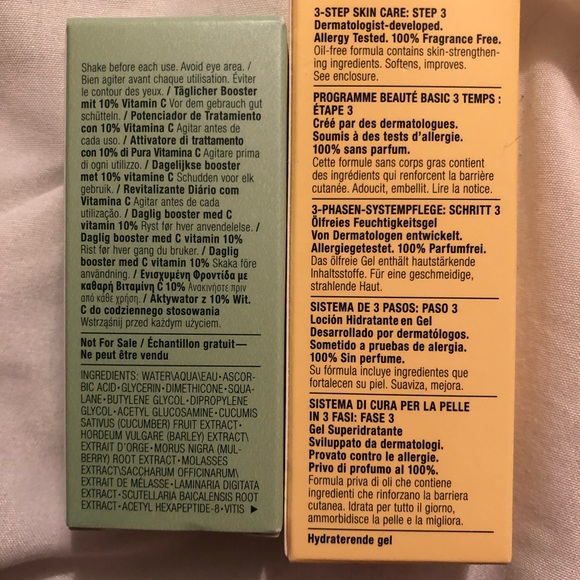 Shake before each use. Avoid eye area. /
Bien agiter avant chaque utilisation. Éviter
le contour des yeux. / Täglicher Booster
mit 10% Vitamin C Vor dem gebrauch gut
schütteln. / Potenciador de Tratamiento
con 10% Vitamina C Agitar antes de
cada uso. / Attivatore di trattamento
con 10% di Pura Vitamina C Agitare prima
di ogni utilizzo. / Dagelijkse booster
met 10% vitamine C Schudden voor elk
gebruik. / Revitalizante Diário com
Vitamina C Agitar antes de cada
utilização. / Daglig booster med C
vitamin 10% Ryst før hver anvendelse. /
Daglig booster med C vitamin 10%
Rist før hver gang du bruker. / Daglig
booster med C vitamin 10% Skaka före
användning. / Ενισχυμένη Φροντίδα με
καθαρή Βιταμίνη C 10% Ανακινήστε πριν
από κάθε χρήση. / Aktywator z 10% Wit.
C do codziennego stosowania
Wstrząśnij przed każdym użyciem.
Not For Sale / Échantillon gratuit—
Ne peut être vendu
INGREDIENTS: WATER\AQUA\EAU • ASCOR-
BIC ACID • GLYCERIN • DIMETHICONE • SQUA-
LANE • BUTYLENE GLYCOL • DIPROPYLENE
GLYCOL • ACETYL GLUCOSAMINE • CUCUMIS
SATIVUS (CUCUMBER) FRUIT EXTRACT •
HORDEUM VULGARE (BARLEY) EXTRACT\
EXTRAIT D'ORGE • MORUS NIGRA (MUL-
BERRY) ROOT EXTRACT • MOLASSES
EXTRACT\SACCHARUM OFFICINARUM\
EXTRAIT DE MÉLASSE • LAMINARIA DIGITATA
EXTRACT • SCUTELLARIA BAICALENSIS ROOT
EXTRACT • ACETYL HEXAPEPTIDE-8 • VITIS ►
3-STEP SKIN CARE: STEP 3
Dermatologist-developed.
Allergy Tested. 100% Fragrance Free.
Oil-free formula contains skin-strengthen-
ing ingredients. Softens, improves.
See enclosure.
PROGRAMME BEAUTÉ BASIC 3 TEMPS :
ÉTAPE 3
Créé par des dermatologues.
Soumis à des tests d'allergie.
100% sans parfum.
Cette formule sans corps gras contient
des ingrédients qui renforcent la barrière
cutanée. Adoucit, embellit. Lire la notice.
3-PHASEN-SYSTEMPFLEGE: SCHRITT 3
Ölfreies Feuchtigkeitsgel
Von Dermatologen entwickelt.
Allergiegetestet. 100% Parfumfrei.
Das ölfreie Gel enthält hautstärkende
Inhaltsstoffe. Für eine geschmeidige,
strahlende Haut.
SISTEMA DE 3 PASOS: PASO 3
Loción Hidratante en Gel
Desarrollado por dermatólogos.
Sometido a pruebas de alergia.
100% Sin perfume.
Su fórmula incluye ingredientes que
fortalecen su piel. Suaviza, mejora.
SISTEMA DI CURA PER LA PELLE
IN 3 FASI: FASE 3
Gel Superidratante
Sviluppato da dermatologi.
Provato contro le allergie.
Privo di profumo al 100%.
Formula priva di oli che contiene
ingredienti che rinforzano la barriera
cutanea. Idrata per tutto il giorno,
ammorbidisce la pelle e la migliora.
Hydraterende gel